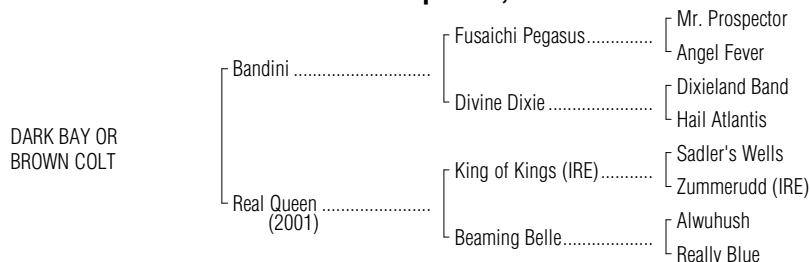 Mr. Prospector
Fusaichi Pegasus..............
Angel Fever
Bandini .............................
Dixieland Band
Divine Dixie ......................
Hail Atlantis
DARK BAY OR
BROWN COLT
Sadler's Wells
King of Kings (IRE)...........
Zummerudd (IRE)
Real Queen .......................
(2001)
Alwuhush
Beaming Belle...................
Really Blue